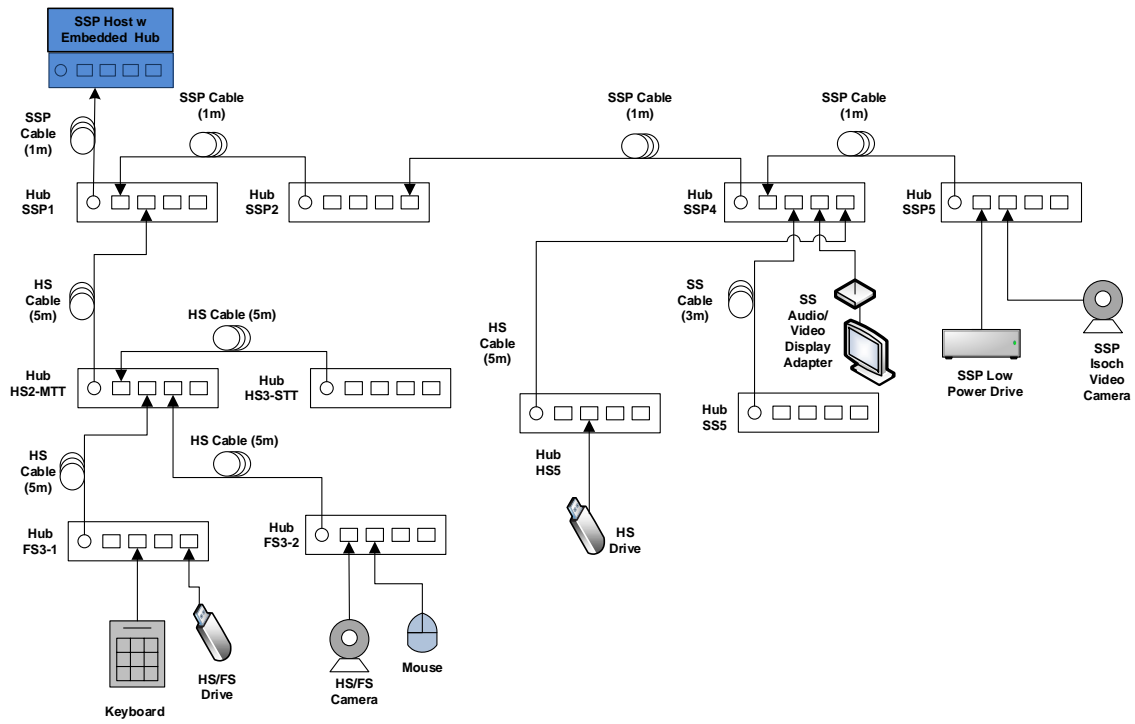 SSP Host w
Embedded Hub
SSP
Cable
(1m)
SSP Cable
(1m)
SSP Cable
(1m)
SSP Cable
(1m)
Hub
SSP1
Hub
SSP2
Hub
SSP4
Hub
SSP5
HS
Cable
(5m)
HS Cable (5m)
HS
Cable
(5m)
SS
Cable
(3m)
SS
Audio/
Video
Display
Adapter
SSP Low
Power Drive
SSP
Isoch
Video
Camera
Hub
HS2-MTT
Hub
HS3-STT
Hub
HS5
Hub
SS5
HS
Cable
(5m)
HS Cable (5m)
Hub
FS3-1
Hub
FS3-2
HS
Drive
Keyboard
HS/FS
Drive
HS/FS
Camera
Mouse